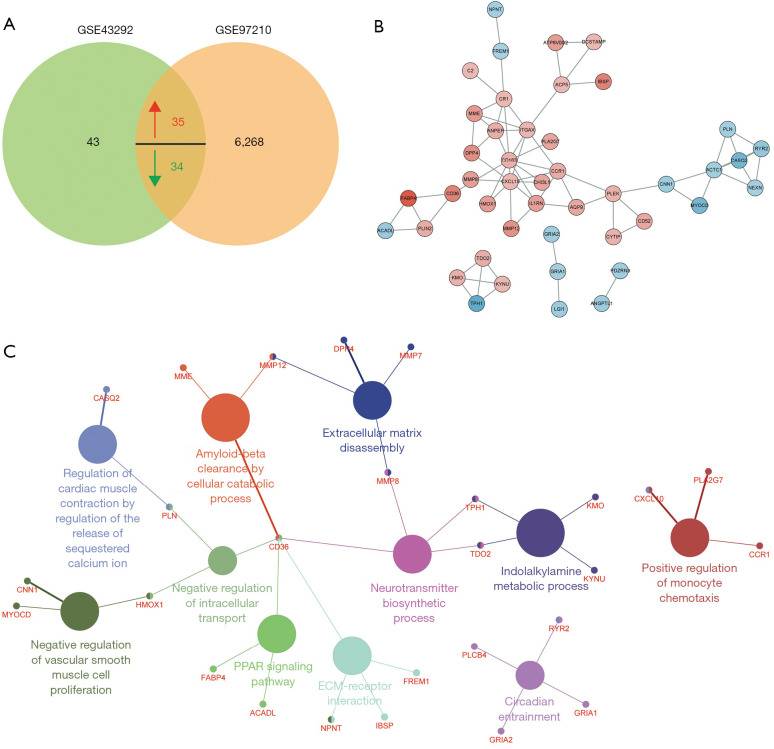 A
GSE43292
GSE97210
43
35
34
6,268
B
NPNT
FREM1
ATP6V0D2
DCSTAMP
C2
ACP5
IBSP
CR1
MME
ANPEP
ITGAX
PLA2G7
DPP4
CD163
CCR1
MMP8
CXCL10
CHI3L1
FABP4
CD36
HMOX1
IL1RN
AQP9
PLEK
ACADL
PLIN2
MMP12
CYTIP
CD52
CNN1
MYOCD
ACTC1
PLN
CASQ2
RYR2
NEXN
GRIA2
GRIA1
LGI1
PDZRN3
ANGPTL1
TDO2
KMO
KYNU
TPH1
C
CASQ2
MME
MMP12
DPP4
MMP7
Extracellular matrix
disassembly
Amyloid-beta
clearance by
cellular catabolic
process
Regulation of
cardiac muscle
contraction by
regulation of the
release of
sequestered
calcium ion
MMP8
PLN
TPH1
KMO
TDO2
KYNU
Indolalkylamine
metabolic process
CXCL10
PLA2G7
CCR1
Positive regulation
of monocyte
chemotaxis
CD36
Negative regulation
of intracellular
transport
Neurotransmitter
biosynthetic
process
CNN1
MYOCD
HMOX1
Negative regulation
of vascular smooth
muscle cell
proliferation
PPAR signaling
pathway
FABP4
ACADL
ECM-receptor
interaction
FREM1
NPNT
IBSP
RYR2
PLCB4
Circadian
entrainment
GRIA1
GRIA2